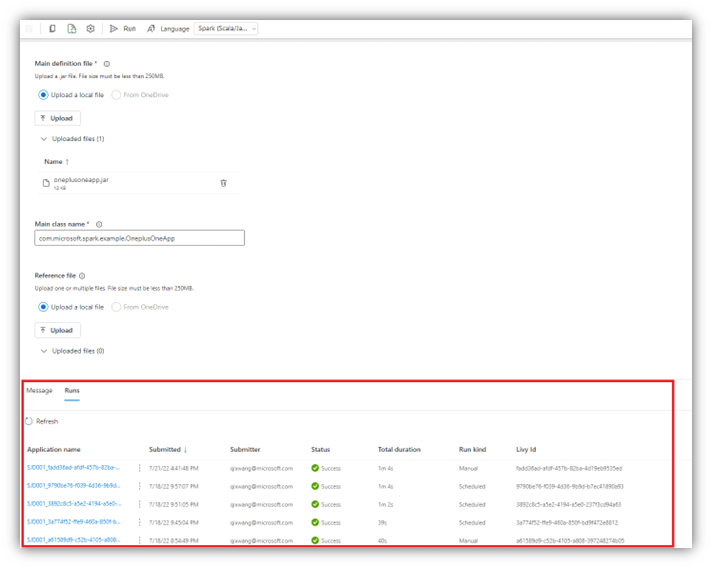 Run Language Spark (Scala/Ja...
Main definition file *
Upload a .jar file. File size must be less than 250MB.
Upload a local file From OneDrive
Upload
Uploaded files (1)
Name ↑
oneplusoneapp.jar
Main class name *
com.microsoft.spark.example.OneplusOneApp
Reference file
Upload one or multiple files. File size must be less than 250MB.
Upload a local file From OneDrive
Upload
Uploaded files (0)
Message Runs
Refresh
Application name Submitted ↓ Submitter Status Total duration Run kind Livy Id
SJD001_fadd36ad-afdf-457b-82ba-... 7/21/22 4:41:48 PM qixwang@microsoft.com Success 1m 4s Manual fadd36ad-afdf-457b-82ba-4d19eb9535ed
SJD001_9790be76-f039-4d36-9b9d... 7/18/22 9:57:07 PM qixwang@microsoft.com Success 1m 4s Scheduled 9790be76-f039-4d36-9b9d-b7ec41890a93
SJD001_3892c8c5-a5e2-4194-a5e0-... 7/18/22 9:51:05 PM qixwang@microsoft.com Success 1m 2s Scheduled 3892c8c5-a5e2-4194-a5e0-237f3cd94a63
SJD001_3a774f52-ffe9-460a-850f-b... 7/18/22 9:45:04 PM qixwang@microsoft.com Success 39s Scheduled 3a774f52-ffe9-460a-850f-bd9f472e8812
SJD001_a61589d9-c52b-4105-a808... 7/18/22 8:54:49 PM qixwang@microsoft.com Success 40s Manual a61589d9-c52b-4105-a808-397248274b05